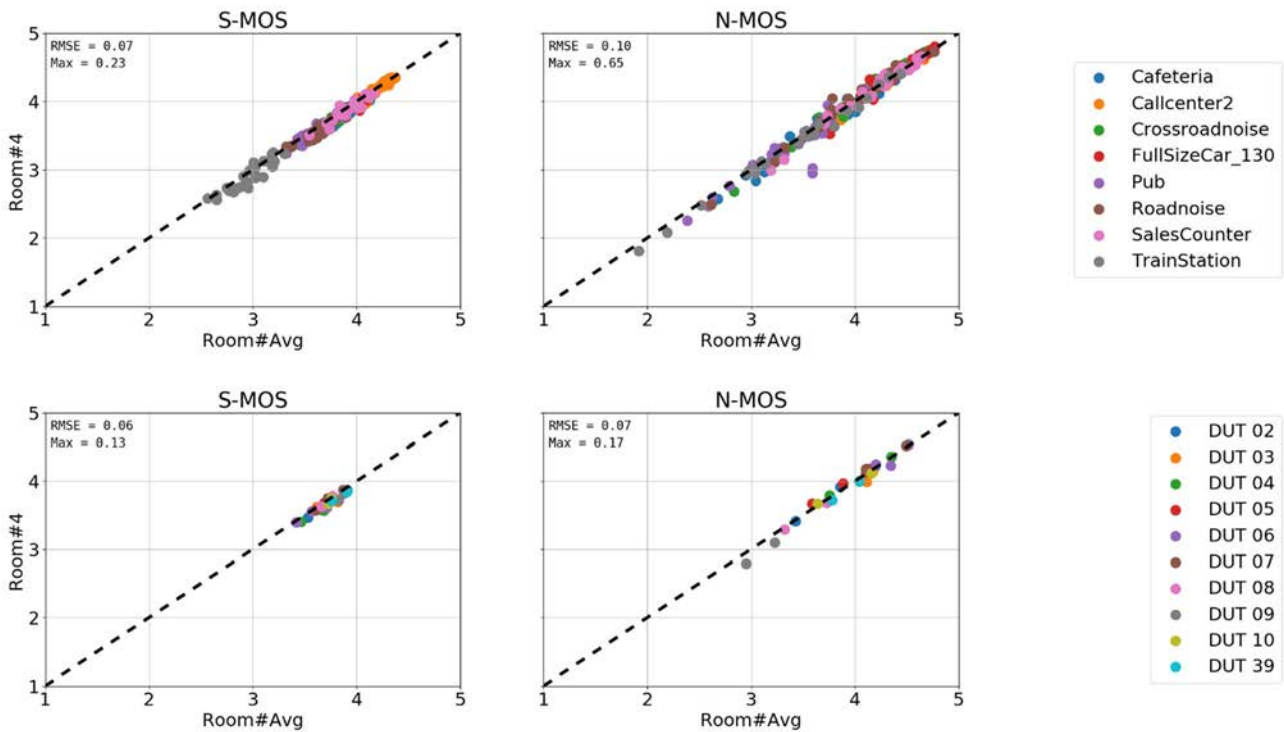 S-MOS
RMSE = 0.07
Max = 0.23
5
4
3
2
1
Room#4
1 2 3 4 5
Room#Avg
N-MOS
RMSE = 0.10
Max = 0.65
1 2 3 4 5
Room#Avg
Cafeteria
Callcenter2
Crossroadnoise
FullSizeCar_130
Pub
Roadnoise
SalesCounter
TrainStation
S-MOS
RMSE = 0.06
Max = 0.13
5
4
3
2
1
Room#4
1 2 3 4 5
Room#Avg
N-MOS
RMSE = 0.07
Max = 0.17
1 2 3 4 5
Room#Avg
DUT 02
DUT 03
DUT 04
DUT 05
DUT 06
DUT 07
DUT 08
DUT 09
DUT 10
DUT 39